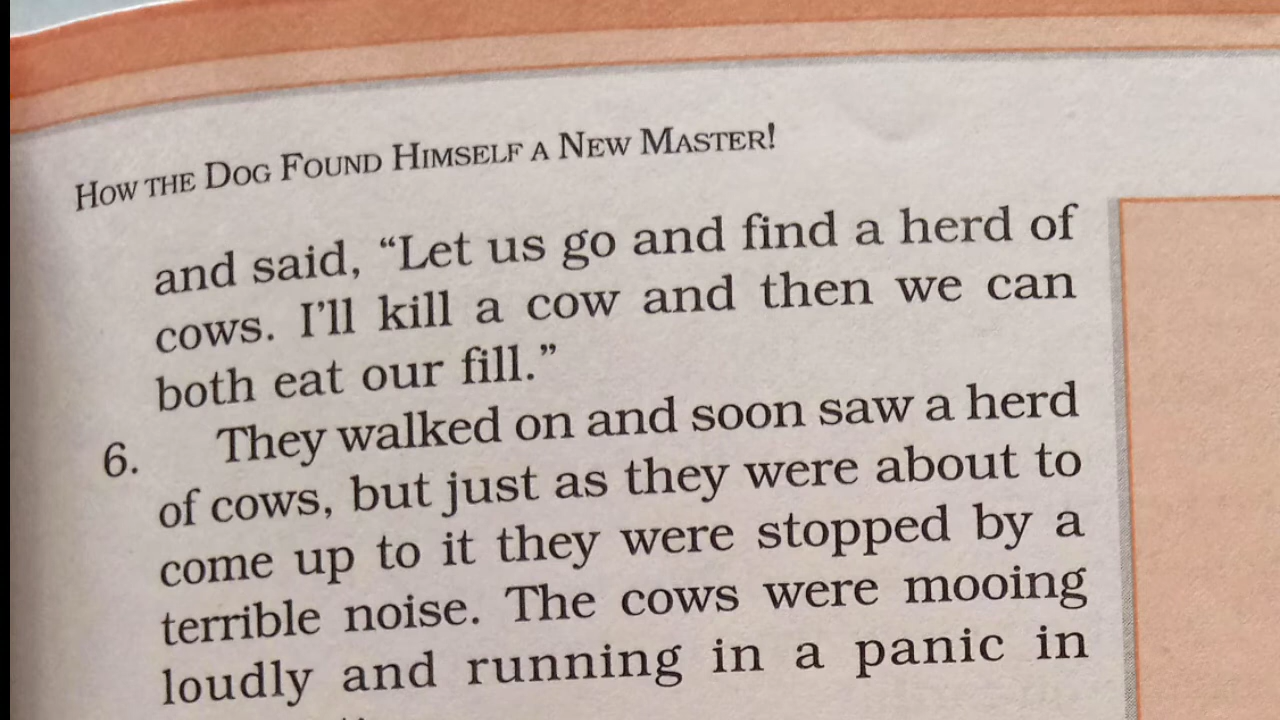 HOW THE DOG FOUND HIMSELF A NEW MASTER!
and said, “Let us go and find a herd of
cows. I’ll kill a cow and then we can
both eat our fill.”
6. They walked on and soon saw a herd
of cows, but just as they were about to
come up to it they were stopped by a
terrible noise. The cows were mooing
loudly and running in a panic in